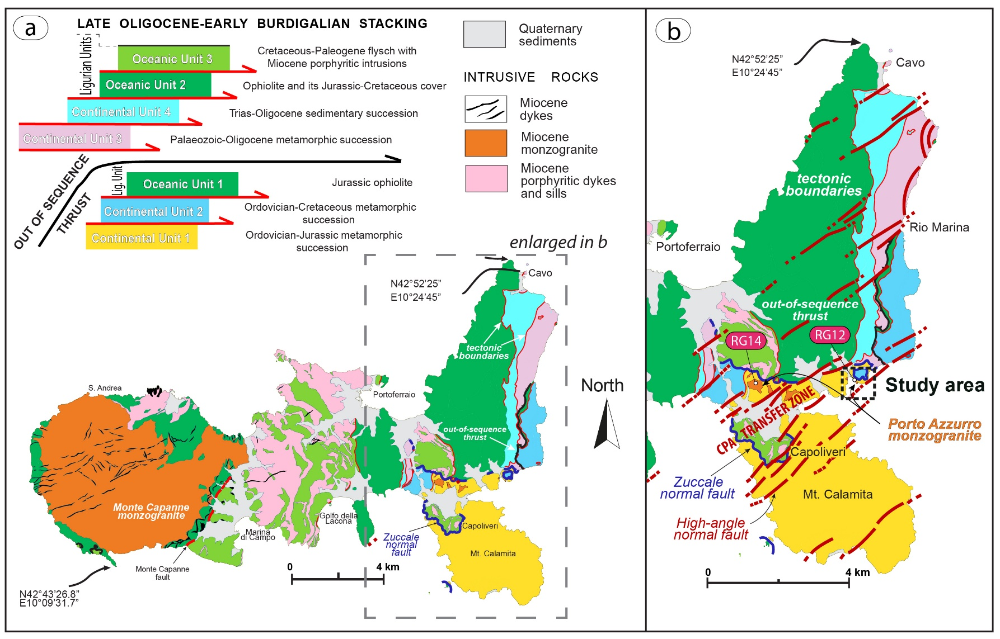 a
LATE OLIGOCENE-EARLY BURDIGALIAN STACKING
Ligurian Units
Oceanic Unit 3
Cretaceous-Paleogene flysch with
Miocene porphyritic intrusions
Oceanic Unit 2
Ophiolite and its Jurassic-Cretaceous cover
Continental Unit 4
Trias-Oligocene sedimentary succession
Continental Unit 3
Palaeozoic-Oligocene metamorphic succession
OUT OF SEQUENCE
THRUST
Lig. Unit
Oceanic Unit 1
Jurassic ophiolite
Continental Unit 2
Ordovician-Cretaceous metamorphic
succession
Continental Unit 1
Ordovician-Jurassic metamorphic
succession
Quaternary
sediments
INTRUSIVE ROCKS
Miocene
dykes
Miocene
monzogranite
Miocene
porphyritic dykes
and sills
enlarged in b
N42°52'25”
E10°24'45”
Cavo
tectonic
boundaries
North
S. Andrea
Portoferraio
out-of-sequence
thrust
Monte Capanne
monzogranite
Golfo della
Lacona
Marina
di Campo
Capoliveri
Zuccale
normal
fault
Mt. Calamita
Monte Capanne
fault
0
4 km
N42°43'26.8”
E10°09'31.7”
b
N42°52'25”
E10°24'45”
Cavo
tectonic
boundaries
Rio Marina
Portoferraio
out-of-sequence
thrust
RG14
RG12
Study area
CPA TRANSFER ZONE
Porto Azzurro
monzogranite
Capoliveri
Zuccale
normal fault
Mt. Calamita
High-angle
normal fault
0
4 km